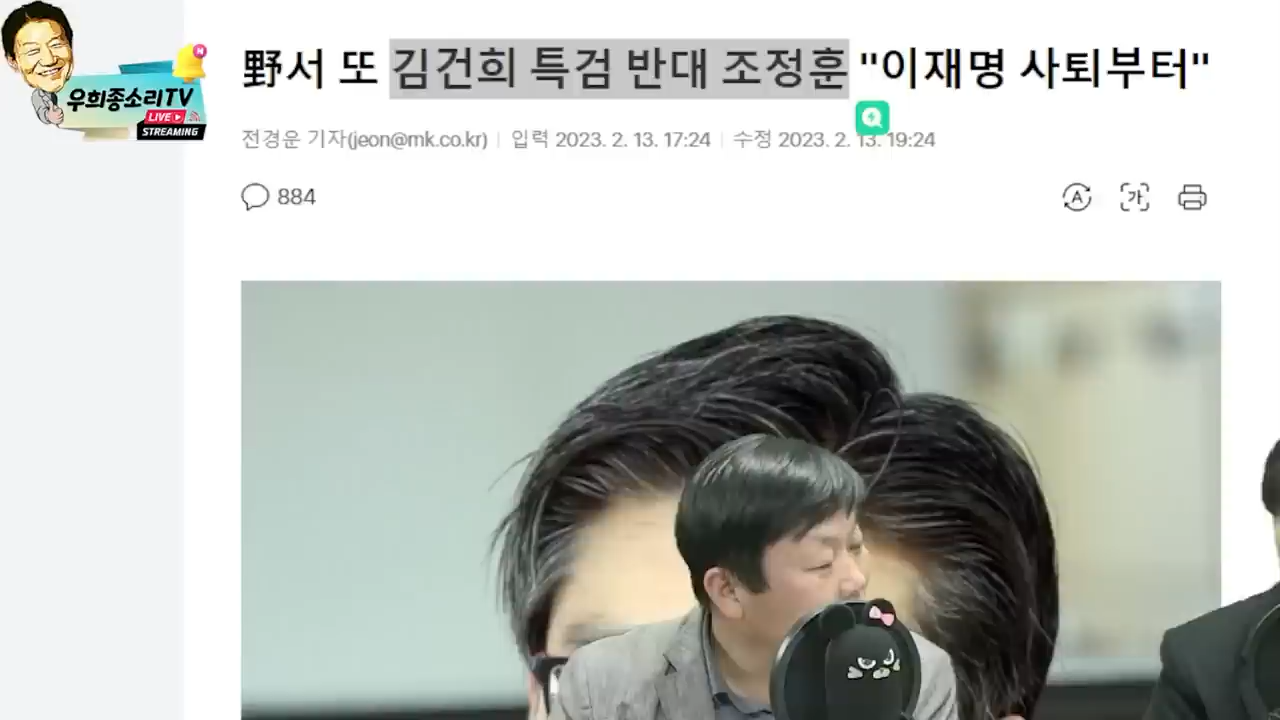 野서 또 김건희 특검 반대 조정훈 "이재명 사퇴부터"
전경운 기자(jeon@mk.co.kr) 입력 2023. 2. 13. 17:24 수정 2023. 2. 13. 19:24
884
A
가
우희종소리TV
LIVE
STREAMING
N